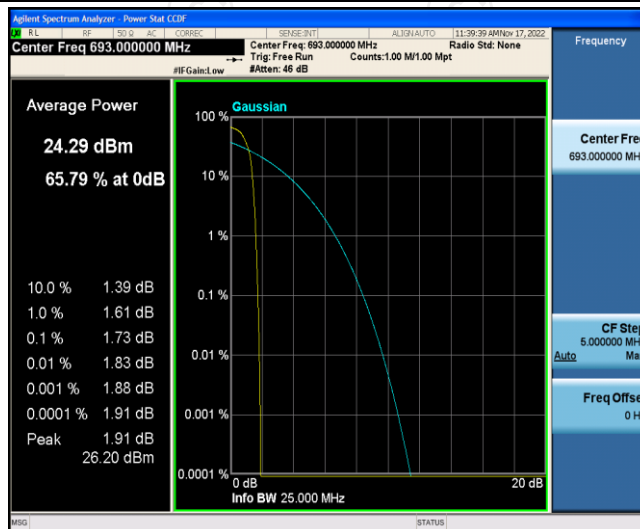 Agilent Spectrum Analyzer - Power Stat CCDF
RL RF 50 Ω AC CORREC SENSE:INT ALIGNAUTO 11:39:39 AMNov 17, 2022
Center Freq 693.000000 MHz Center Freq: 693.000000 MHz Radio Std: None
Trig: Free Run Counts:1.00 M/1.00 Mpt
#IFGain:Low #Atten: 46 dB
Frequency
Average Power
24.29 dBm
65.79 % at 0dB
10.0 % 1.39 dB
1.0 % 1.61 dB
0.1 % 1.73 dB
0.01 % 1.83 dB
0.001 % 1.88 dB
0.0001 % 1.91 dB
Peak 1.91 dB
26.20 dBm
Gaussian
100 %
10 %
1 %
0.1 %
0.01 %
0.001 %
0.0001 %
0 dB 20 dB
Info BW 25.000 MHz
Center Fre
693.000000 MH
CF Step
5.000000 MH
Auto Ma
Freq Offse
0 H
MSG STATUS